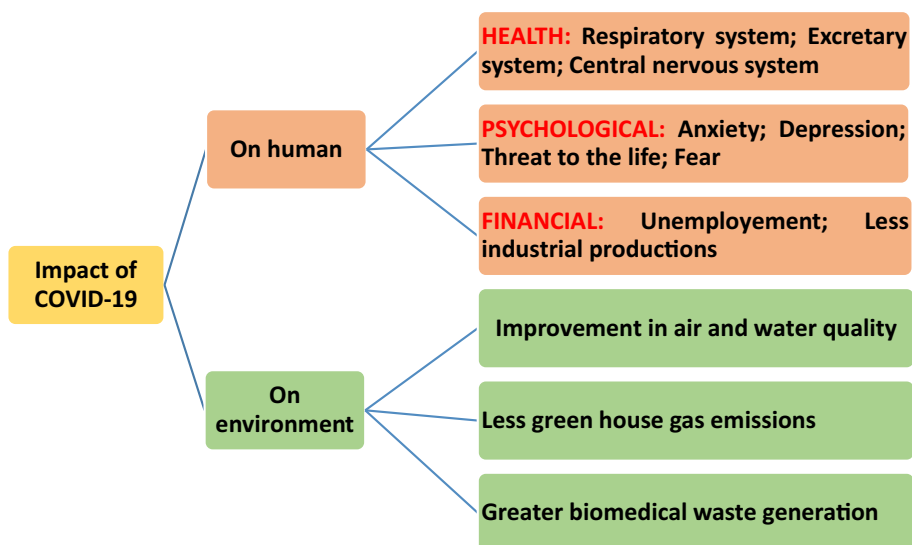 HEALTH: Respiratory system; Excretary
system; Central nervous system
On human
PSYCHOLOGICAL: Anxiety; Depression;
Threat to the life; Fear
FINANCIAL: Unemployement; Less
industrial productions
Impact of
COVID-19
Improvement in air and water quality
On
environment
Less green house gas emissions
Greater biomedical waste generation